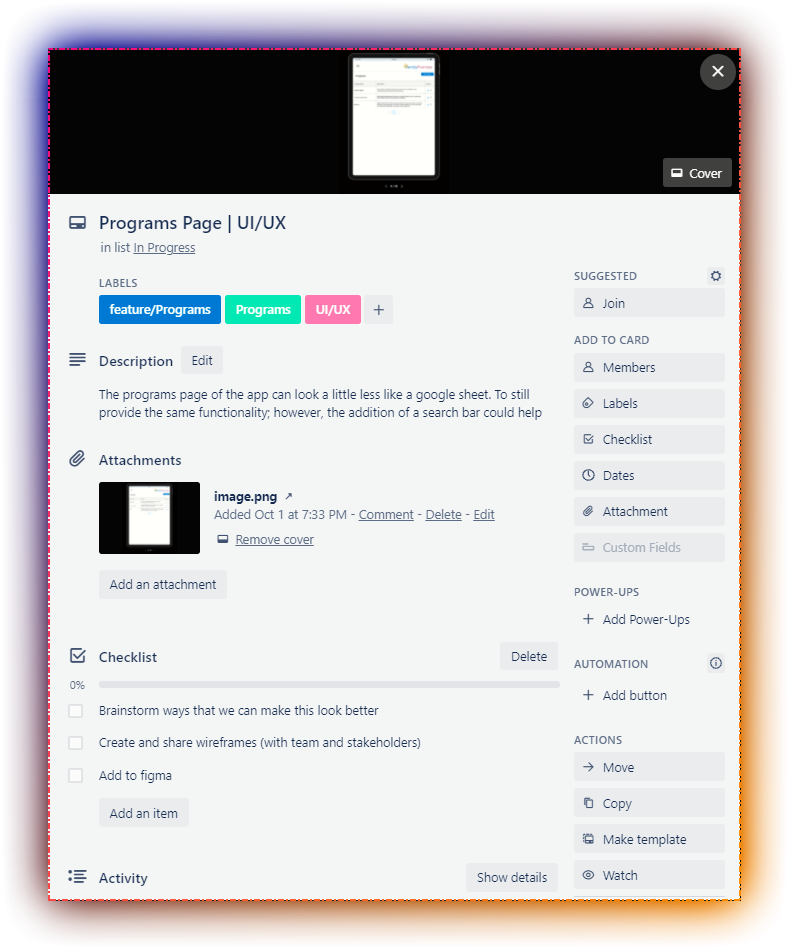 Cover
Programs Page | UI/UX
in list In Progress
LABELS
feature/Programs Programs UI/UX +
Description Edit
The programs page of the app can look a little less like a google sheet. To still
provide the same functionality; however, the addition of a search bar could help
Attachments
image.png ↗
Added Oct 1 at 7:33 PM - Comment - Delete - Edit
Remove cover
Add an attachment
Checklist Delete
0%
Brainstorm ways that we can make this look better
Create and share wireframes (with team and stakeholders)
Add to figma
Add an item
Activity Show details
SUGGESTED
Join
ADD TO CARD
Members
Labels
Checklist
Dates
Attachment
Custom Fields
POWER-UPS
+ Add Power-Ups
AUTOMATION
+ Add button
ACTIONS
Move
Copy
Make template
Watch